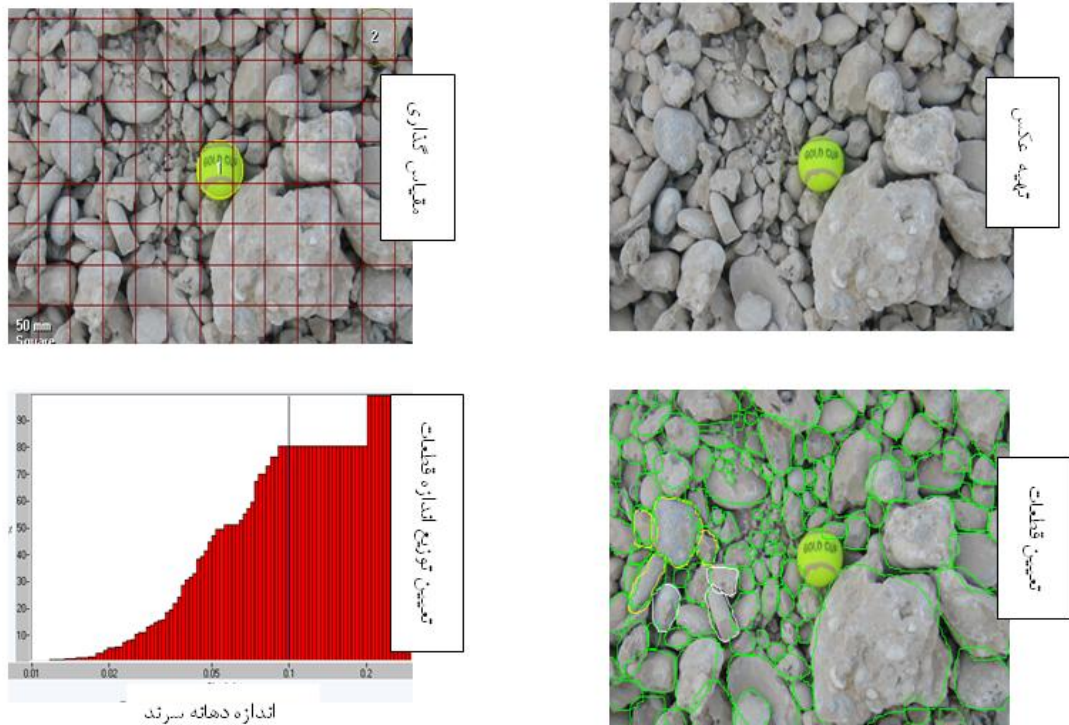 تهیه عکس
GOLD CUP
مقیاس گذاری
2
GOLD CUP
1
50 mm
Square
تعیین قطعات
GOLD CUP
تعیین توزیع اندازه قطعات
90-
80-
70-
60-
50-
40-
30-
20-
10-
0.01 0.02 0.05 0.1 0.2
اندازه دهانه سرند